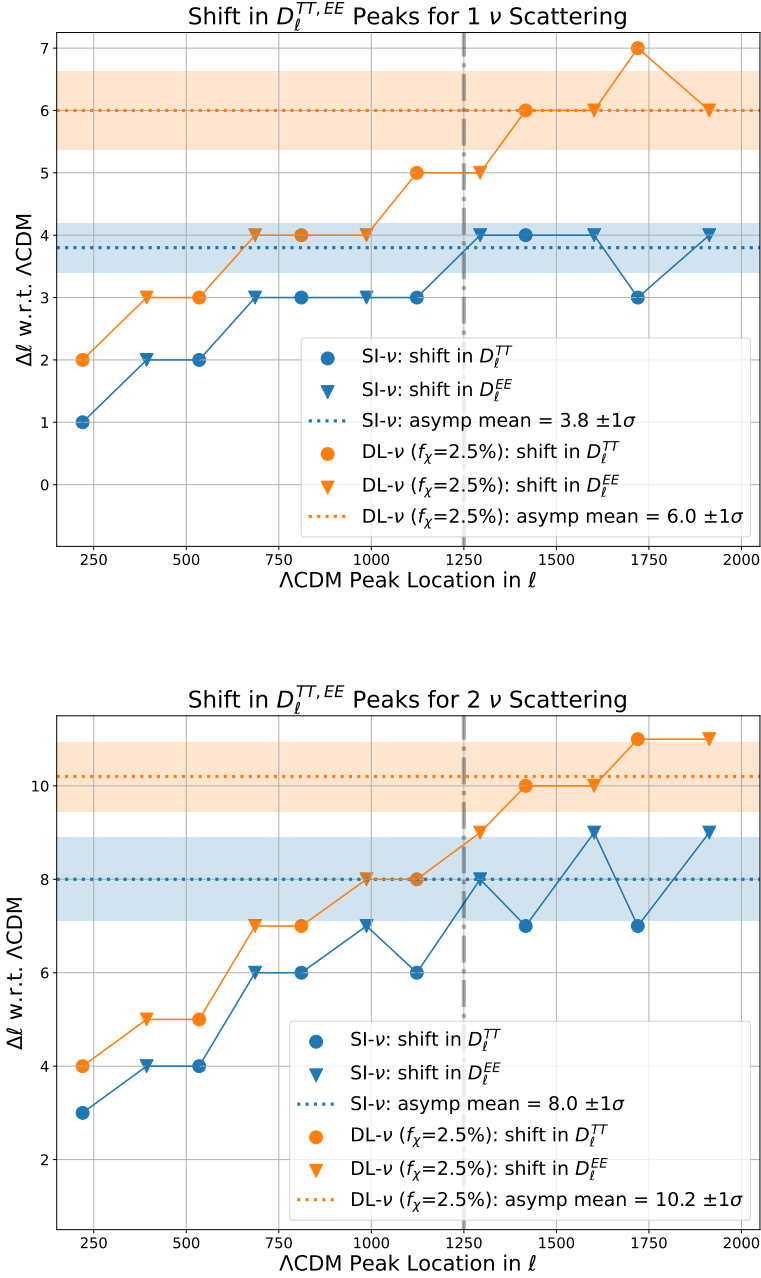 Shift in $D_\ell^{TT,EE}$ Peaks for 1 ν Scattering
Δℓ w.r.t. ΛCDM
7
6
5
4
3
2
1
0
SI-ν: shift in $D_\ell^{TT}$
SI-ν: shift in $D_\ell^{EE}$
SI-ν: asymp mean = 3.8 ±1σ
DL-ν ($f_\chi$=2.5%): shift in $D_\ell^{TT}$
DL-ν ($f_\chi$=2.5%): shift in $D_\ell^{EE}$
DL-ν ($f_\chi$=2.5%): asymp mean = 6.0 ±1σ
250 500 750 1000 1250 1500 1750 2000
ΛCDM Peak Location in ℓ
Shift in $D_\ell^{TT,EE}$ Peaks for 2 ν Scattering
Δℓ w.r.t. ΛCDM
10
8
6
4
2
SI-ν: shift in $D_\ell^{TT}$
SI-ν: shift in $D_\ell^{EE}$
SI-ν: asymp mean = 8.0 ±1σ
DL-ν ($f_\chi$=2.5%): shift in $D_\ell^{TT}$
DL-ν ($f_\chi$=2.5%): shift in $D_\ell^{EE}$
DL-ν ($f_\chi$=2.5%): asymp mean = 10.2 ±1σ
250 500 750 1000 1250 1500 1750 2000
ΛCDM Peak Location in ℓ